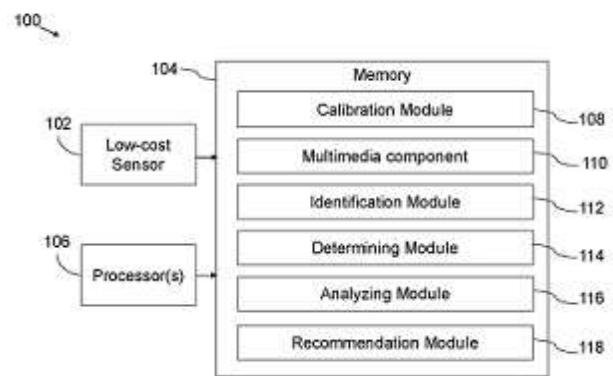 100
104
Memory
Calibration Module
108
102
Low-cost
Sensor
Multimedia component
110
Identification Module
112
106
Processor(s)
Determining Module
114
Analyzing Module
116
Recommendation Module
118